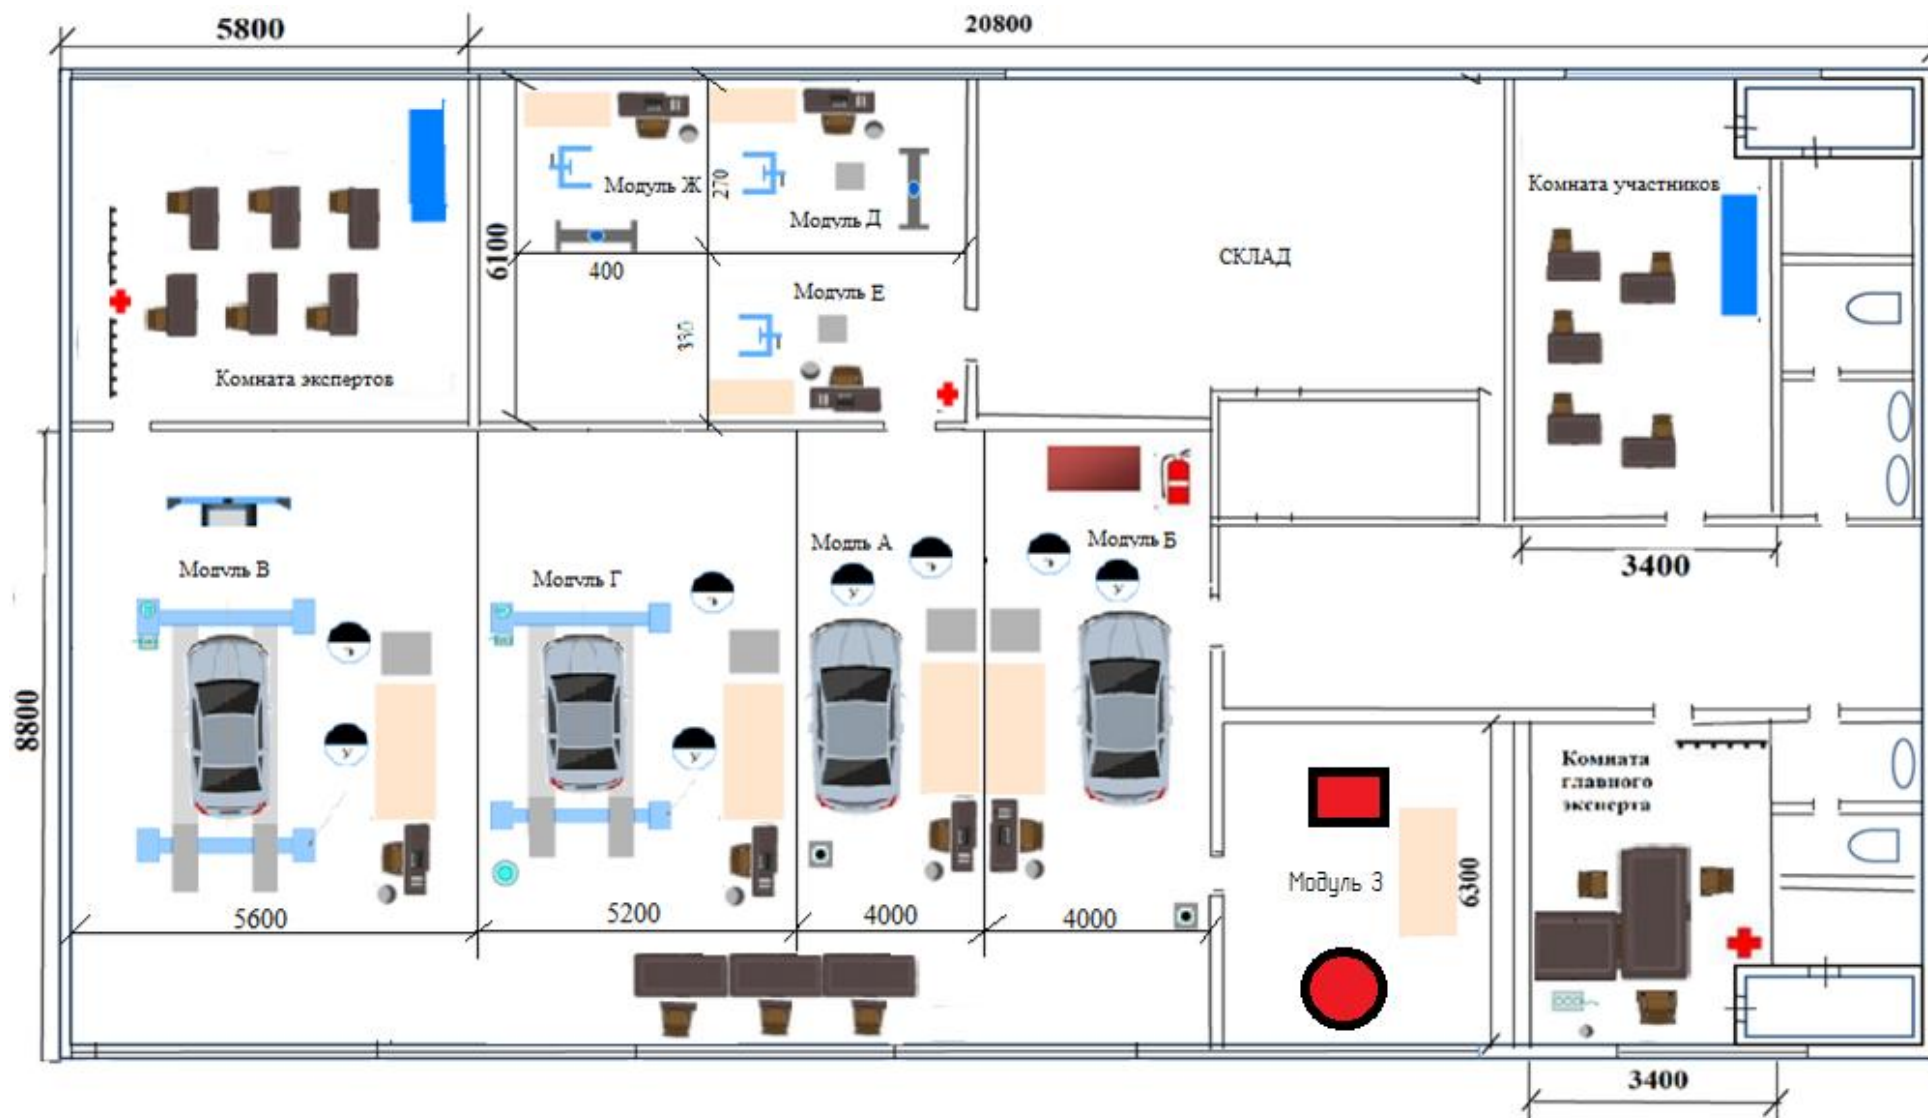 5800
20800
Модуль Ж
270
Модуль Д
Комната участников
6100
СКЛАД
400
Модуль Е
Комната экспертов
Модль А
Модуль Б
3400
Модуль В
Модуль Г
Э
Э
Э
Э
У
У
У
У
8800
Комната
главного
эксперта
Модуль 3
6300
5600
5200
4000
4000
3400